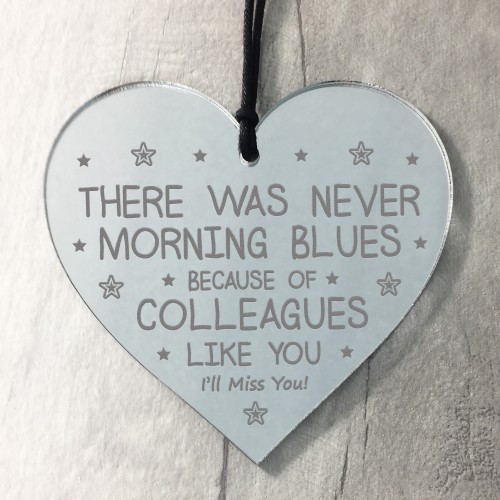 THERE WAS NEVER
MORNING BLUES
BECAUSE OF
COLLEAGUES
LIKE YOU
I'll Miss You!